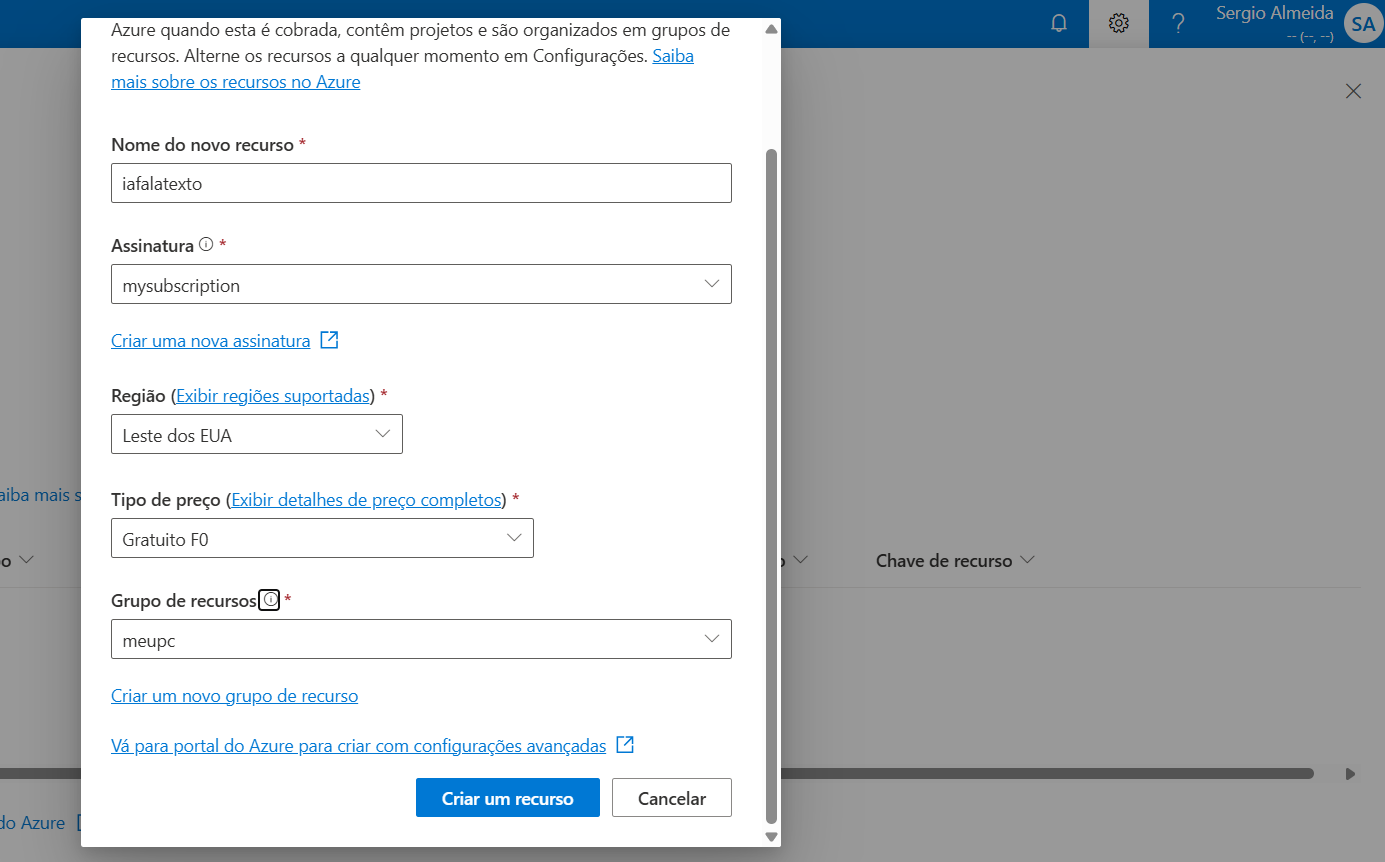 Sergio Almeida
-- (--, --)
SA
Azure quando esta é cobrada, contêm projetos e são organizados em grupos de
recursos. Alterne os recursos a qualquer momento em Configurações. Saiba
mais sobre os recursos no Azure
Nome do novo recurso *
iafalatexto
Assinatura *
mysubscription
Criar uma nova assinatura
Região (Exibir regiões suportadas) *
Leste dos EUA
aiba mais s
Tipo de preço (Exibir detalhes de preço completos) *
Gratuito F0
Chave de recurso
Grupo de recursos *
meupc
Criar um novo grupo de recurso
Vá para portal do Azure para criar com configurações avançadas
Criar um recurso
Cancelar
do Azure